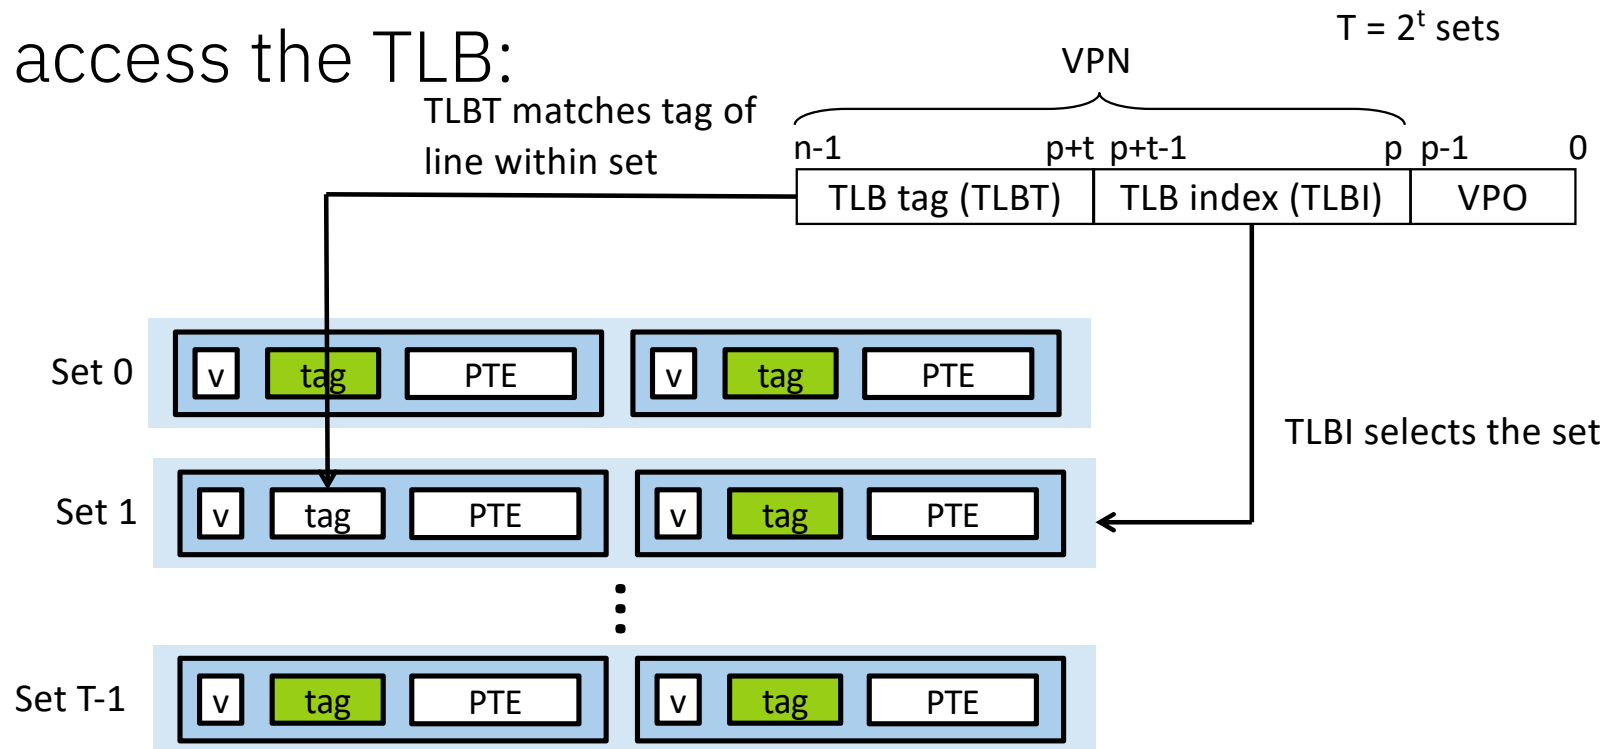 access the TLB:
T = 2^t sets
VPN
TLBT matches tag of
line within set
n-1 p+t p+t-1 p p-1 0
TLB tag (TLBT) TLB index (TLBI) VPO
Set 0 v tag PTE v tag PTE
TLBI selects the set
Set 1 v tag PTE v tag PTE
Set T-1 v tag PTE v tag PTE